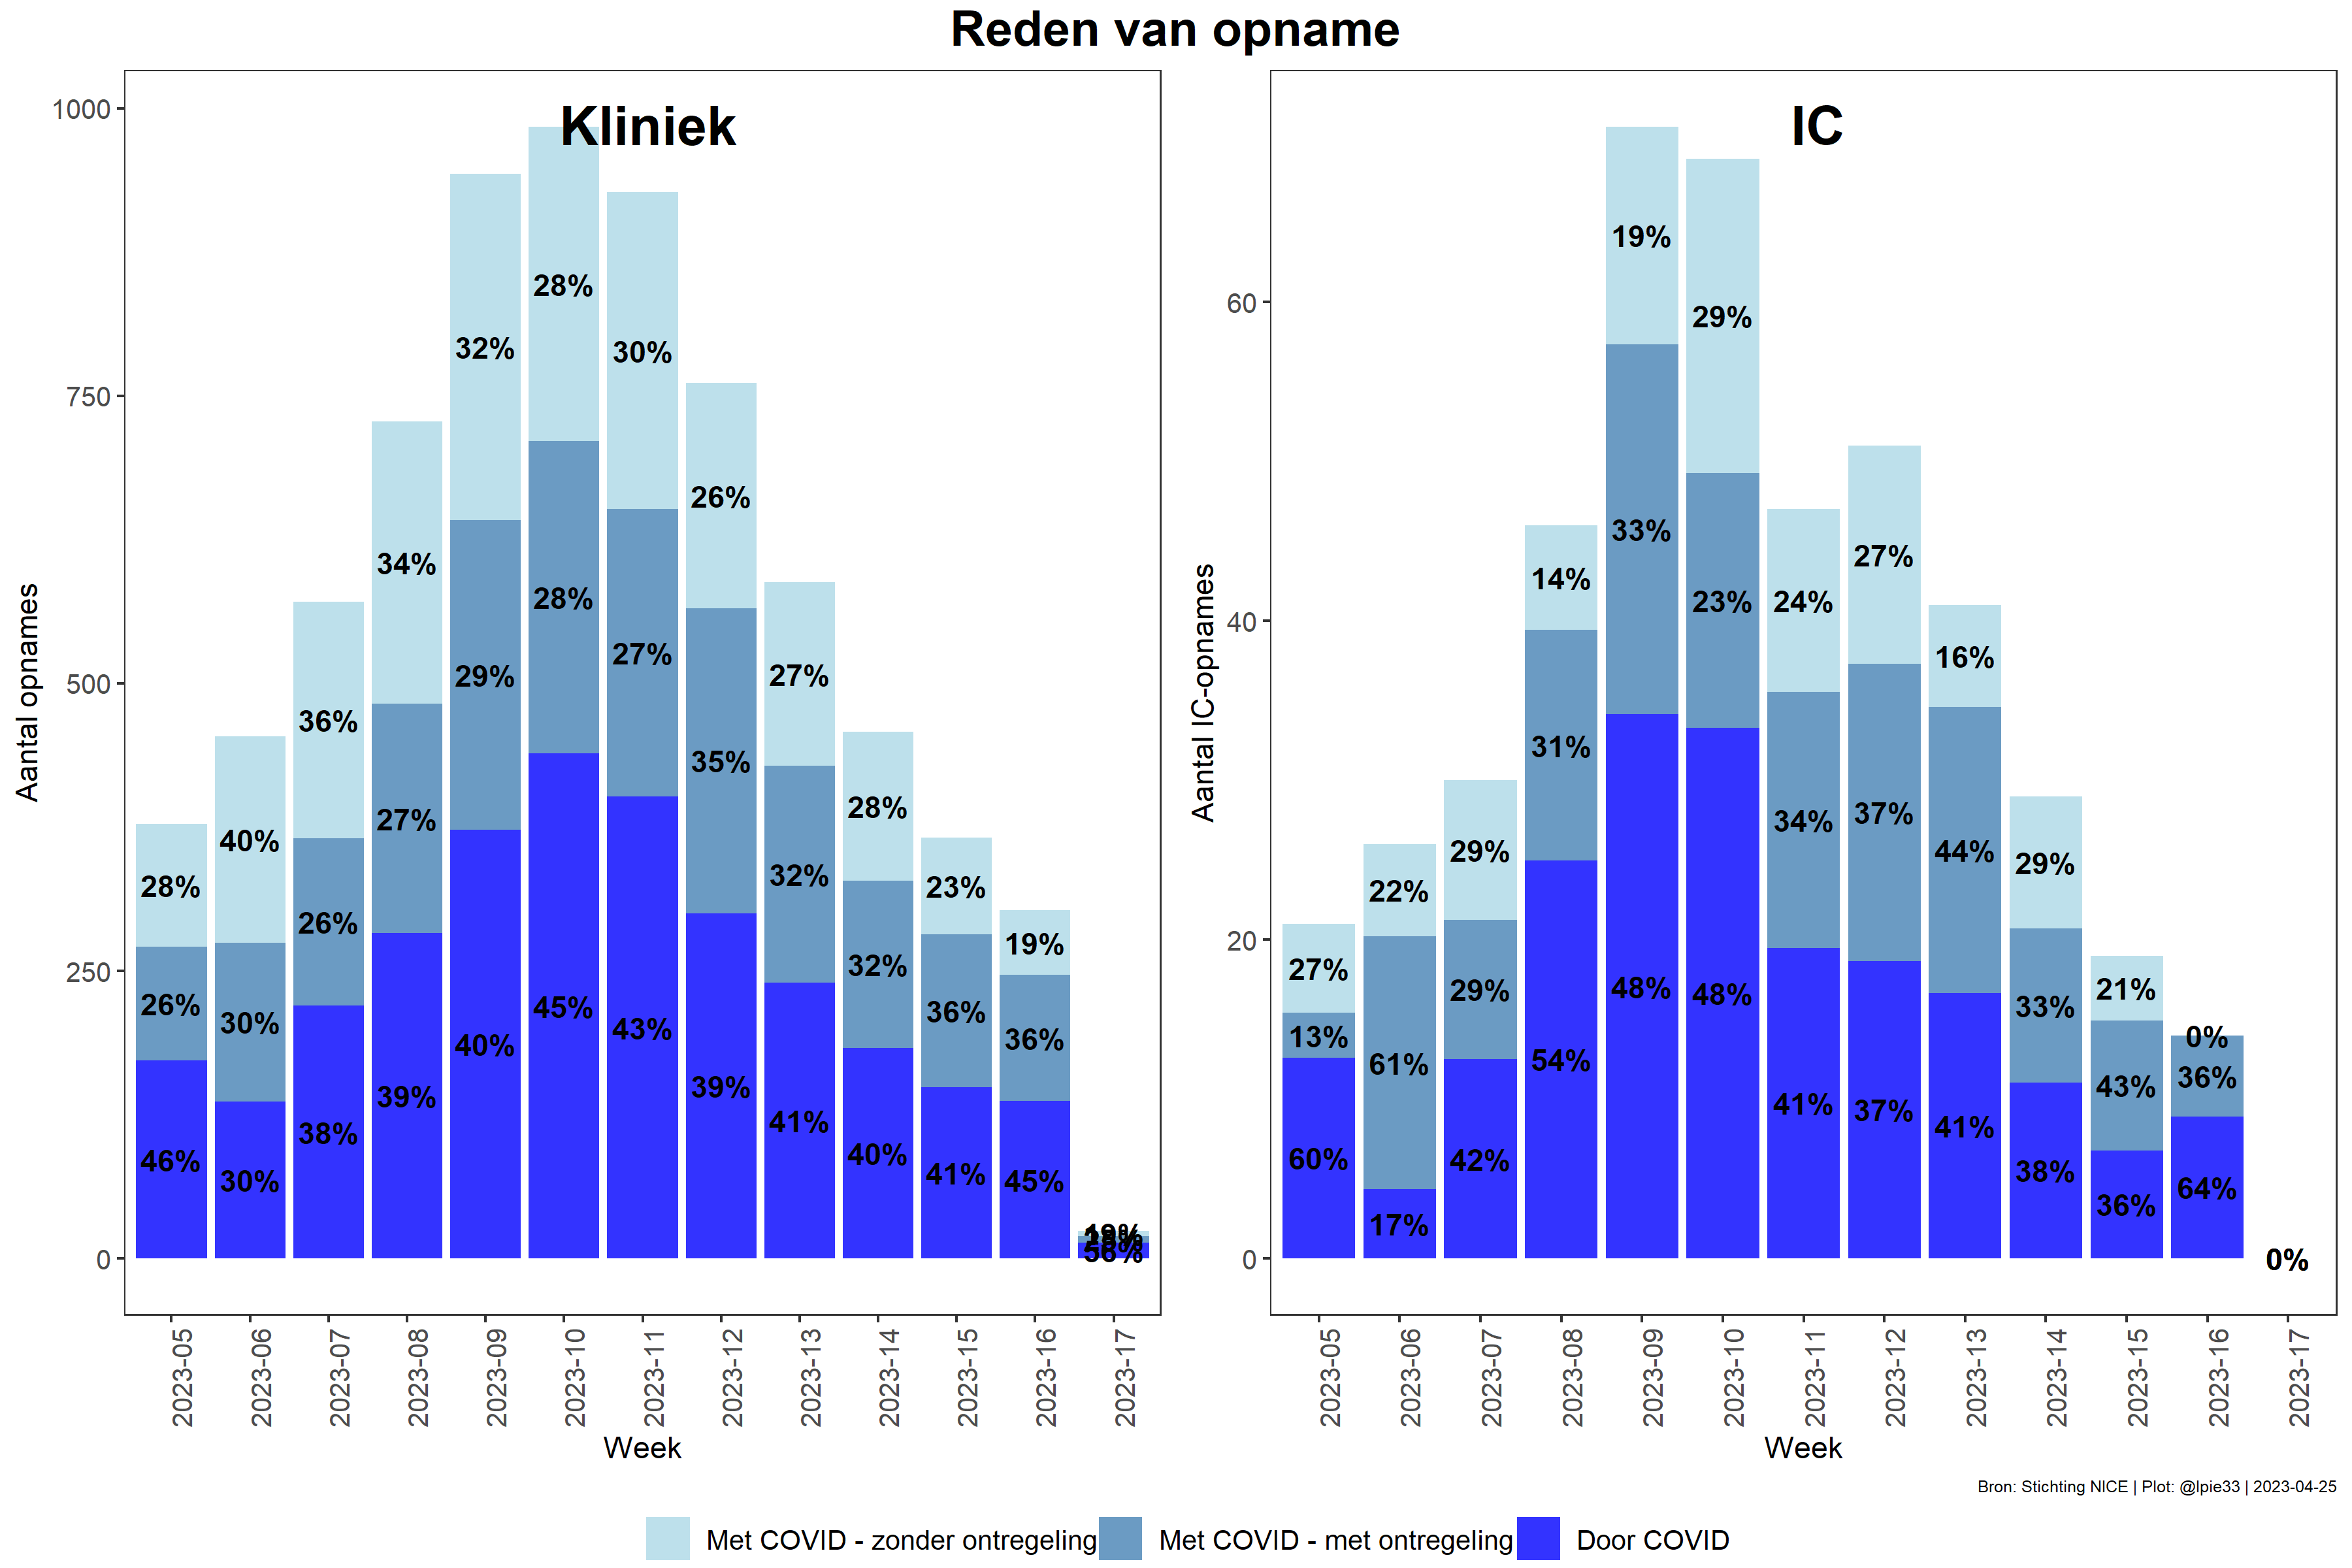 Reden van opname
Kliniek
Aantal opnames
1000
750
500
250
0
28% 40% 36% 34% 32% 28% 30% 26% 27% 28% 23% 19% 19%
26% 30% 26% 27% 29% 28% 27% 35% 32% 32% 36% 36%
46% 30% 38% 39% 40% 45% 43% 39% 41% 40% 41% 45% 56%
2023-05 2023-06 2023-07 2023-08 2023-09 2023-10 2023-11 2023-12 2023-13 2023-14 2023-15 2023-16 2023-17
Week
IC
Aantal IC-opnames
60
40
20
0
27% 22% 29% 14% 19% 29% 24% 27% 16% 29% 21% 0%
13% 61% 29% 31% 33% 23% 34% 37% 44% 33% 43% 36%
60% 17% 42% 54% 48% 48% 41% 37% 41% 38% 36% 64% 0%
2023-05 2023-06 2023-07 2023-08 2023-09 2023-10 2023-11 2023-12 2023-13 2023-14 2023-15 2023-16 2023-17
Week
Bron: Stichting NICE | Plot: @lpie33 | 2023-04-25
Met COVID - zonder ontregeling Met COVID - met ontregeling Door COVID